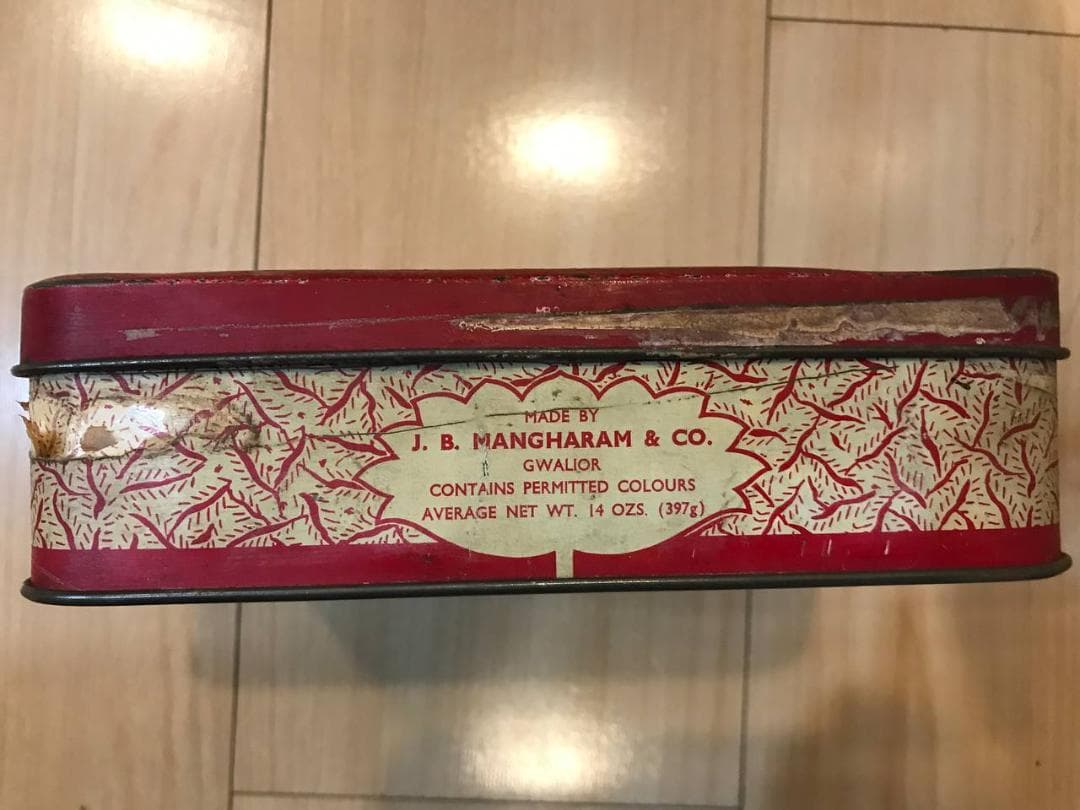 MADE BY
J. B. MANGHARAM & CO.
GWALIOR
CONTAINS PERMITTED COLOURS
AVERAGE NET WT. 14 OZS. (397g)